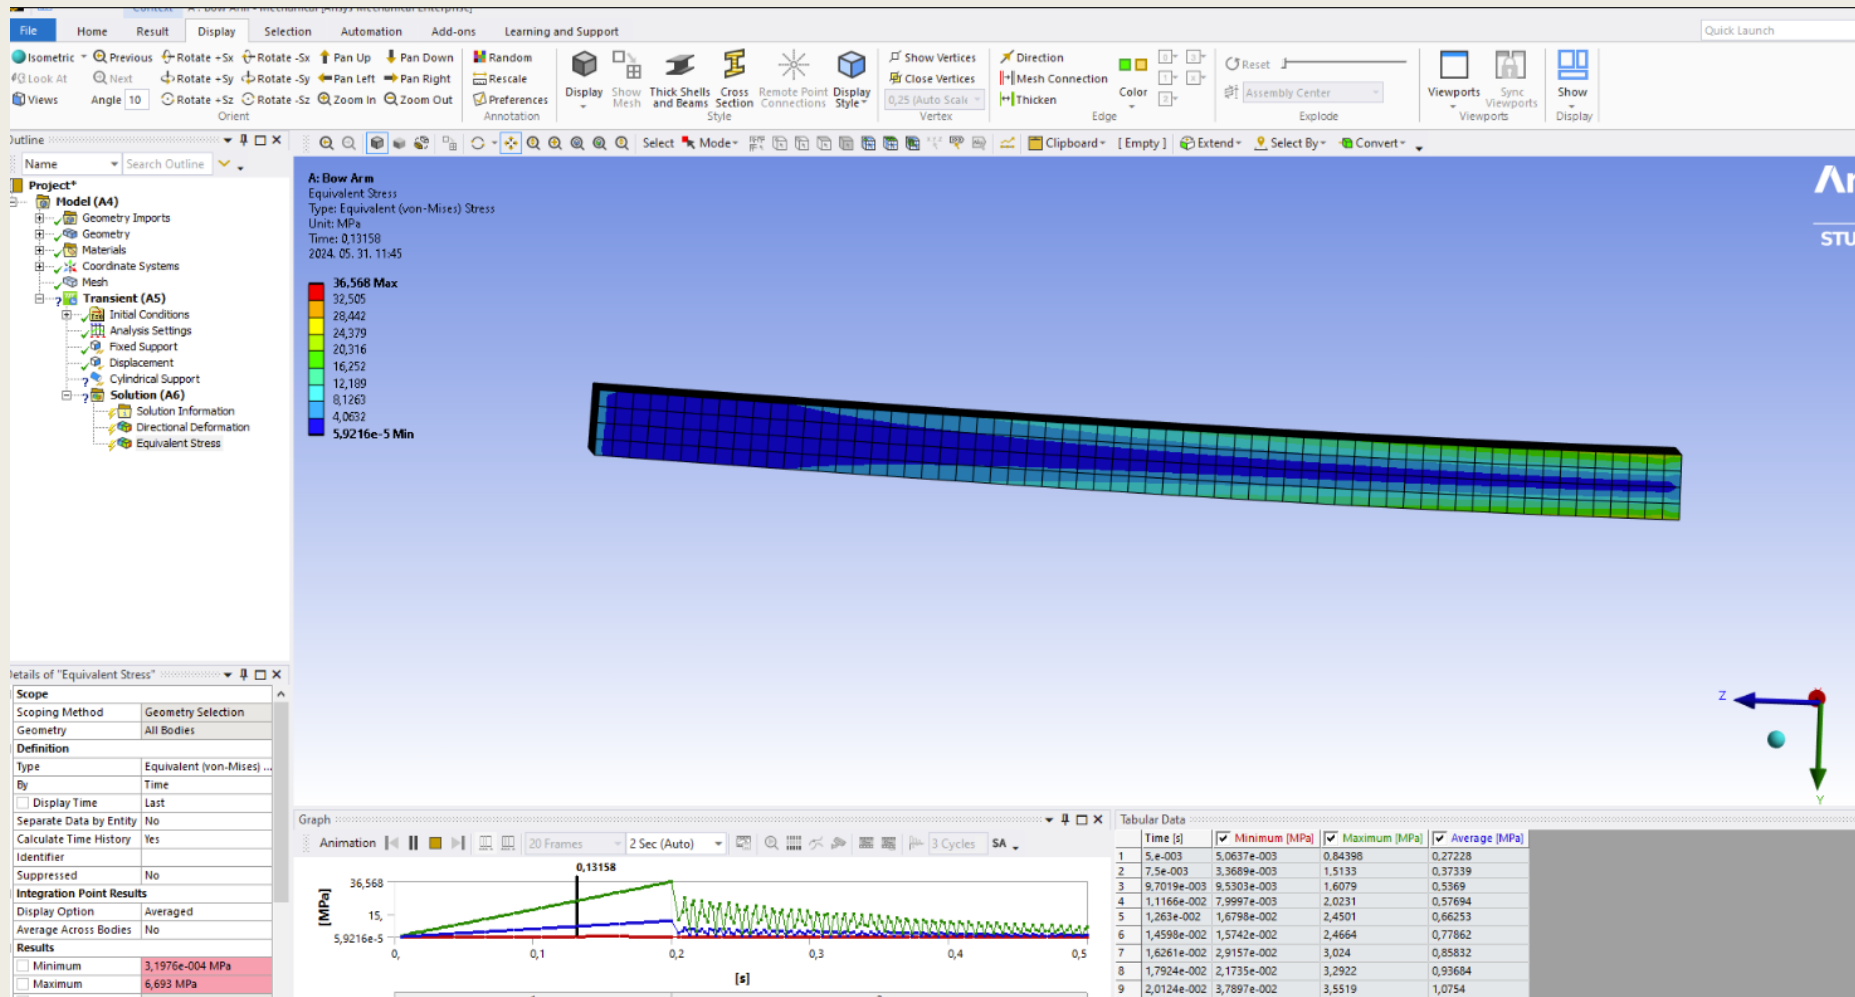 File Home Result Display Selection Automation Add-ons Learning and Support Quick Launch
Isometric Previous Rotate +Sx Rotate -Sx Pan Up Pan Down Random Show Vertices Direction Reset
Look At Next Rotate +Sy Rotate -Sy Pan Left Pan Right Rescale Close Vertices Mesh Connection Assembly Center
Views Angle 10 Rotate +Sz Rotate -Sz Zoom In Zoom Out Preferences 0,25 (Auto Scale Thicken
Display Show Mesh Thick Shells and Beams Cross Section Remote Point Connections Display Style Color Viewports Sync Viewports Show
Orient Annotation Style Vertex Edge Explode Viewports Display
Outline
Select Mode Clipboard [ Empty ] Extend Select By Convert
Name Search Outline
Project*
Model (A4)
Geometry Imports
Geometry
Materials
Coordinate Systems
Mesh
Transient (A5)
Initial Conditions
Analysis Settings
Fixed Support
Displacement
Cylindrical Support
Solution (A6)
Solution Information
Directional Deformation
Equivalent Stress
A: Bow Arm
Equivalent Stress
Type: Equivalent (von-Mises) Stress
Unit: MPa
Time: 0,13158
2024. 05. 31. 11:45
36,568 Max
32,505
28,442
24,379
20,316
16,252
12,189
8,1263
4,0632
5,9216e-5 Min
STU
Z
Y
Details of "Equivalent Stress"
Scope
Scoping Method Geometry Selection
Geometry All Bodies
Definition
Type Equivalent (von-Mises) ...
By Time
Display Time Last
Separate Data by Entity No
Calculate Time History Yes
Identifier
Suppressed No
Integration Point Results
Display Option Averaged
Average Across Bodies No
Results
Minimum 3,1976e-004 MPa
Maximum 6,693 MPa
Graph
Animation 20 Frames 2 Sec (Auto) 3 Cycles SA
0,13158
36,568
15,
5,9216e-5
[MPa]
0, 0,1 0,2 0,3 0,4 0,5
[s]
Tabular Data
Time [s] Minimum [MPa] Maximum [MPa] Average [MPa]
1 5,e-003 5,0637e-003 0,84398 0,27228
2 7,5e-003 3,3689e-003 1,5133 0,37339
3 9,7019e-003 9,5303e-003 1,6079 0,5369
4 1,1166e-002 7,9997e-003 2,0231 0,57694
5 1,263e-002 1,6798e-002 2,4501 0,66253
6 1,4598e-002 1,5742e-002 2,4664 0,77862
7 1,6261e-002 2,9157e-002 3,024 0,85832
8 1,7924e-002 2,1735e-002 3,2922 0,93684
9 2,0124e-002 3,7897e-002 3,5519 1,0754